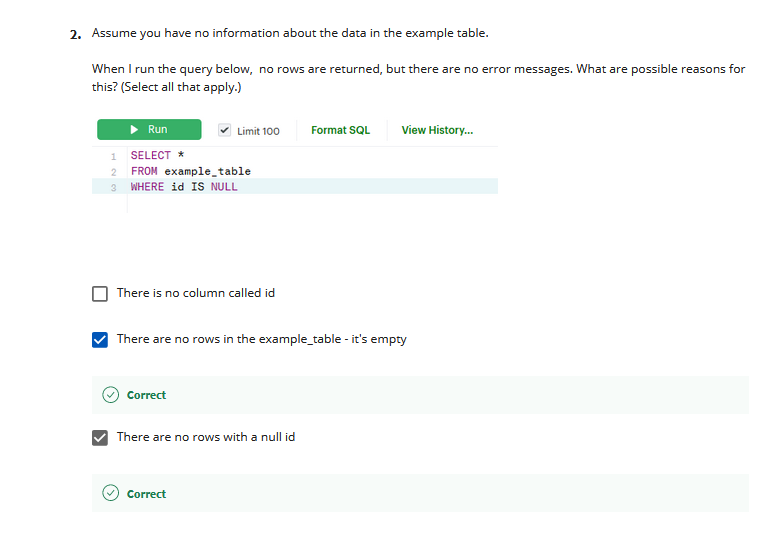 2. Assume you have no information about the data in the example table.
When I run the query below, no rows are returned, but there are no error messages. What are possible reasons for
this? (Select all that apply.)
Run Limit 100 Format SQL View History...
1 SELECT *
2 FROM example_table
3 WHERE id IS NULL
There is no column called id
There are no rows in the example_table - it's empty
Correct
There are no rows with a null id
Correct